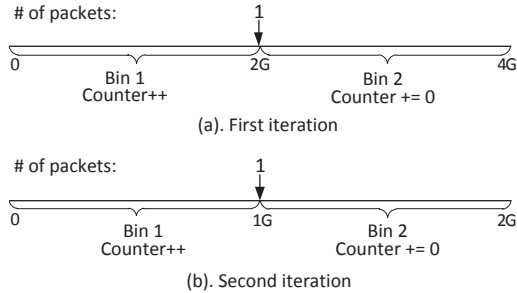 # of packets: 1
0 2G 4G
Bin 1 Bin 2
Counter++ Counter += 0
(a). First iteration
# of packets: 1
0 1G 2G
Bin 1 Bin 2
Counter++ Counter += 0
(b). Second iteration